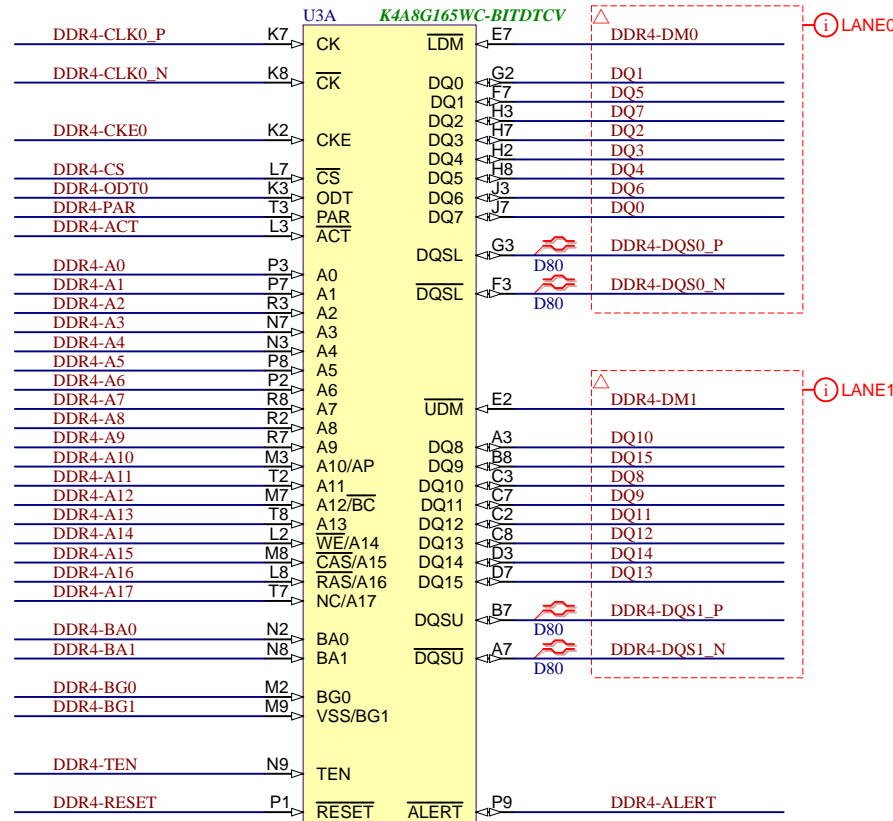 U3A K4A8G165WC-BITDTCV
DDR4-CLK0_P K7 CK LDM E7 DDR4-DM0 i LANE0
DDR4-CLK0_N K8 CK DQ0 G2 DQ1
DQ1 F7 DQ5
DQ2 H3 DQ7
DDR4-CKE0 K2 CKE DQ3 H7 DQ2
DQ4 H2 DQ3
DDR4-CS L7 CS DQ5 H8 DQ4
DDR4-ODT0 K3 ODT DQ6 J3 DQ6
DDR4-PAR T3 PAR DQ7 J7 DQ0
DDR4-ACT L3 ACT
DQSL G3 DDR4-DQS0_P
D80
DDR4-A0 P3 A0
DDR4-A1 P7 A1 DQSL F3 DDR4-DQS0_N
D80
DDR4-A2 R3 A2
DDR4-A3 N7 A3
DDR4-A4 N3 A4
DDR4-A5 P8 A5
DDR4-A6 P2 A6 i LANE1
DDR4-A7 R8 A7 UDM E2 DDR4-DM1
DDR4-A8 R2 A8
DDR4-A9 R7 A9 DQ8 A3 DQ10
DDR4-A10 M3 A10/AP DQ9 B8 DQ15
DDR4-A11 T2 A11 DQ10 C3 DQ8
DDR4-A12 M7 A12/BC DQ11 C7 DQ9
DDR4-A13 T8 A13 DQ12 C2 DQ11
DDR4-A14 L2 WE/A14 DQ13 C8 DQ12
DDR4-A15 M8 CAS/A15 DQ14 D3 DQ14
DDR4-A16 L8 RAS/A16 DQ15 D7 DQ13
DDR4-A17 T7 NC/A17
DQSU B7 DDR4-DQS1_P
D80
DDR4-BA0 N2 BA0
DDR4-BA1 N8 BA1 DQSU A7 DDR4-DQS1_N
D80
DDR4-BG0 M2 BG0
DDR4-BG1 M9 VSS/BG1
DDR4-TEN N9 TEN
DDR4-RESET P1 RESET ALERT P9 DDR4-ALERT